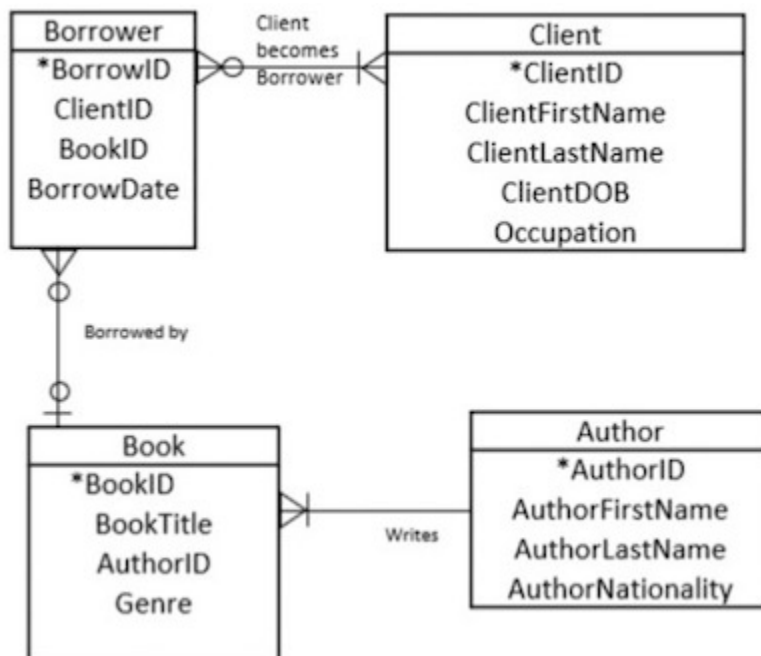 Borrower
*BorrowID
ClientID
BookID
BorrowDate
Client
becomes
Borrower
Client
*ClientID
ClientFirstName
ClientLastName
ClientDOB
Occupation
Borrowed by
Book
*BookID
BookTitle
AuthorID
Genre
Writes
Author
*AuthorID
AuthorFirstName
AuthorLastName
AuthorNationality